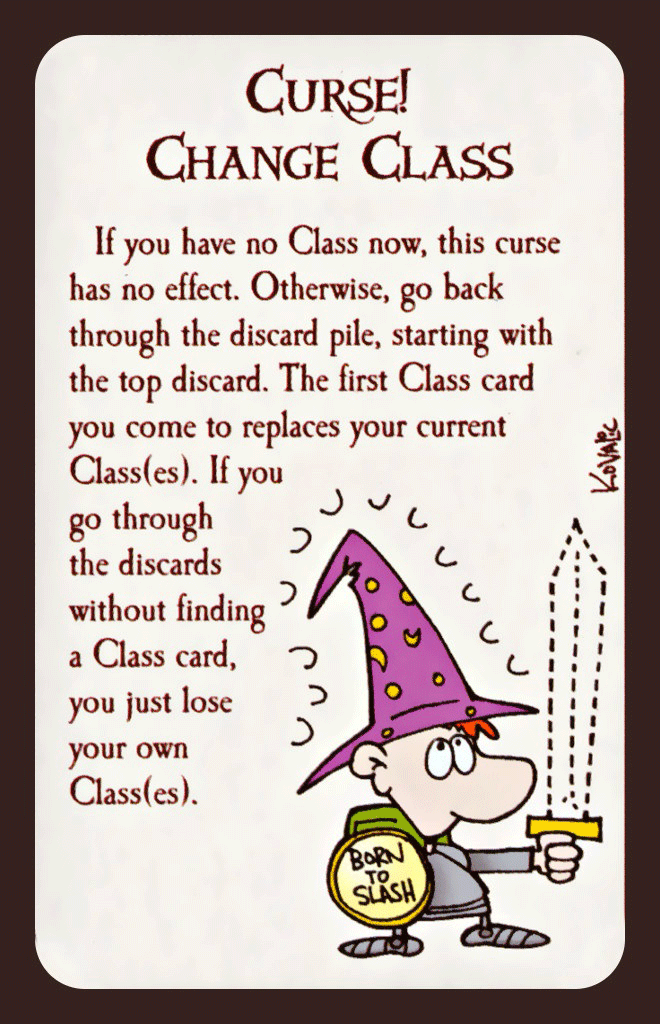 CURSE!
CHANGE CLASS
If you have no Class now, this curse
has no effect. Otherwise, go back
through the discard pile, starting with
the top discard. The first Class card
you come to replaces your current
Class(es). If you
go through
the discards
without finding
a Class card,
you just lose
your own
Class(es).
KOVALIC
BORN
TO
SLASH